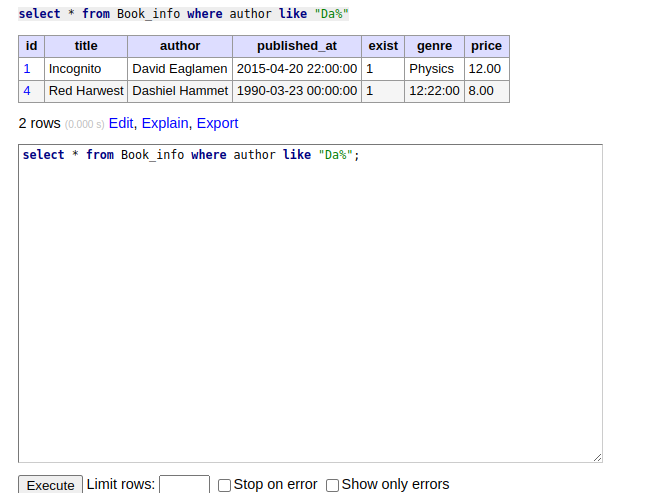 select * from Book_info where author like "Da%"
id title author published_at exist genre price
1 Incognito David Eaglamen 2015-04-20 22:00:00 1 Physics 12.00
4 Red Harwest Dashiel Hammet 1990-03-23 00:00:00 1 12:22:00 8.00
2 rows (0.000 s) Edit, Explain, Export
select * from Book_info where author like "Da%";
Execute Limit rows: Stop on error Show only errors